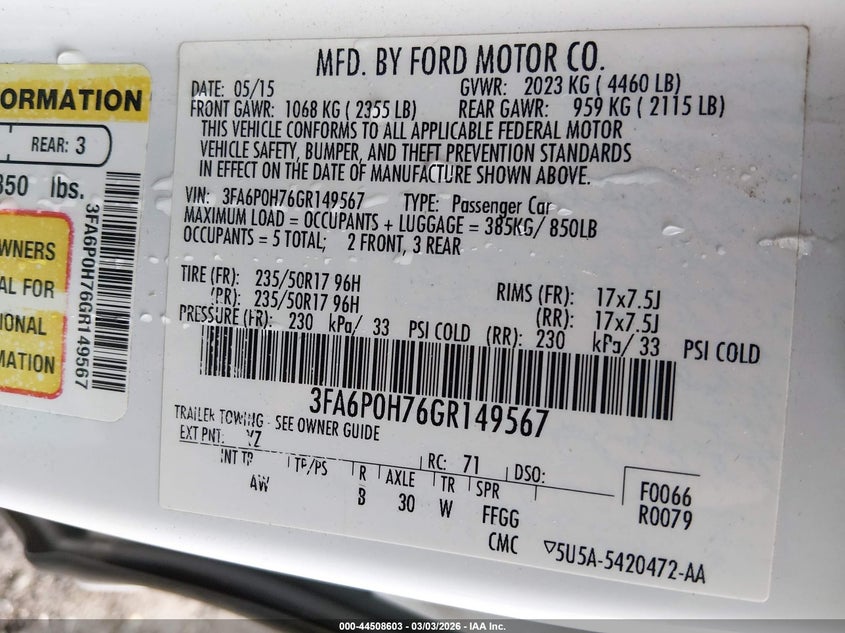 ORMATION
REAR: 3
350 lbs.
WNERS
AL FOR
IONAL
MATION
3FA6P0H76GR149567
MFD. BY FORD MOTOR CO.
DATE: 05/15 GVWR: 2023 KG ( 4460 LB)
FRONT GAWR: 1068 KG ( 2355 LB) REAR GAWR: 959 KG ( 2115 LB)
THIS VEHICLE CONFORMS TO ALL APPLICABLE FEDERAL MOTOR
VEHICLE SAFETY, BUMPER, AND THEFT PREVENTION STANDARDS
IN EFFECT ON THE DATE OF MANUFACTURE SHOWN ABOVE.
VIN: 3FA6P0H76GR149567 TYPE: Passenger Car
MAXIMUM LOAD = OCCUPANTS + LUGGAGE = 385KG/ 850LB
OCCUPANTS = 5 TOTAL; 2 FRONT, 3 REAR
TIRE (FR): 235/50R17 96H RIMS (FR): 17x7.5J
(RR): 235/50R17 96H (RR): 17x7.5J
PRESSURE (FR): 230 kPa/ 33 PSI COLD (RR): 230 kPa/ 33 PSI COLD
3FA6P0H76GR149567
TRAILER TOWING - SEE OWNER GUIDE
EXT PNT: YZ RC: 71 DSO:
INT TR TP/PS R AXLE TR SPR F0066
AW B 30 W FFGG R0079
CMC 5U5A-5420472-AA
000-44508603 - 03/03/2026 - IAA Inc.